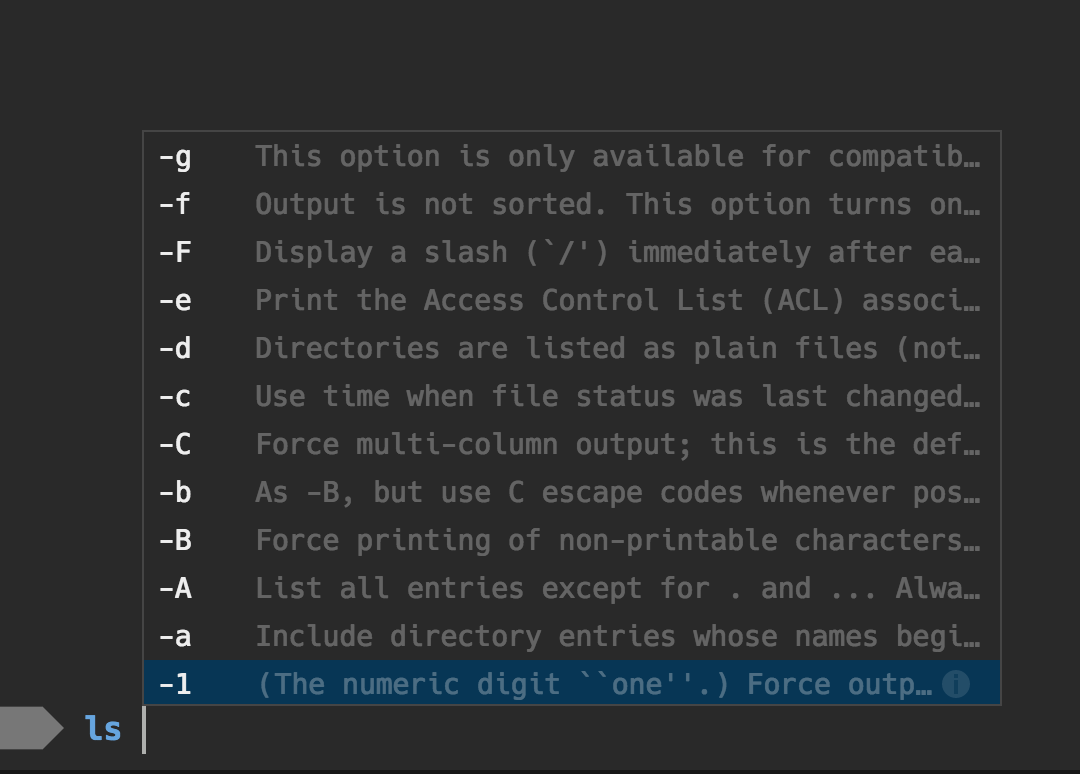 -g This option is only available for compatib…
-f Output is not sorted. This option turns on…
-F Display a slash (`/') immediately after ea…
-e Print the Access Control List (ACL) associ…
-d Directories are listed as plain files (not…
-c Use time when file status was last changed…
-C Force multi-column output; this is the def…
-b As -B, but use C escape codes whenever pos…
-B Force printing of non-printable characters…
-A List all entries except for . and ... Alwa…
-a Include directory entries whose names begi…
-1 (The numeric digit ``one''.) Force outp… i
ls